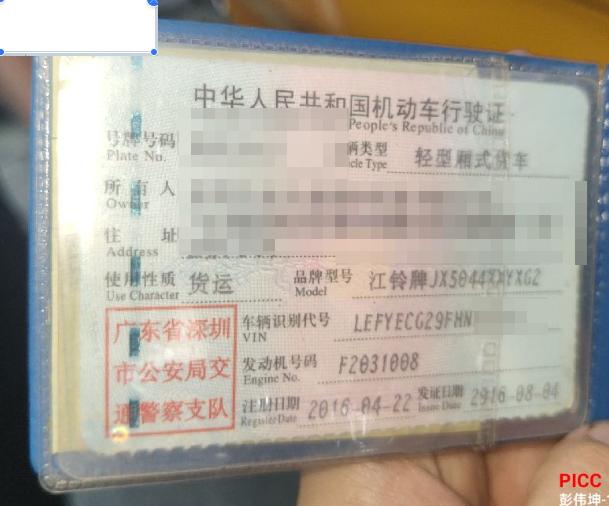 中华人民共和国机动车行驶证
People's Republic of China
号牌号码
Plate No.
辆类型
cle Type
轻型厢式货车
所有人
Owner
住址
Address
使用性质 货运
Use Character
品牌型号 江铃牌JX5044XXYXG2
Model
广东省深圳
市公安局交
通警察支队
车辆识别代号 LEFYECG29FHN
VIN
发动机号码 F2031008
Engine No.
注册日期 2016-04-22
Register Date
发证日期 2016-08-04
Issue Date
PICC
彭伟坤-